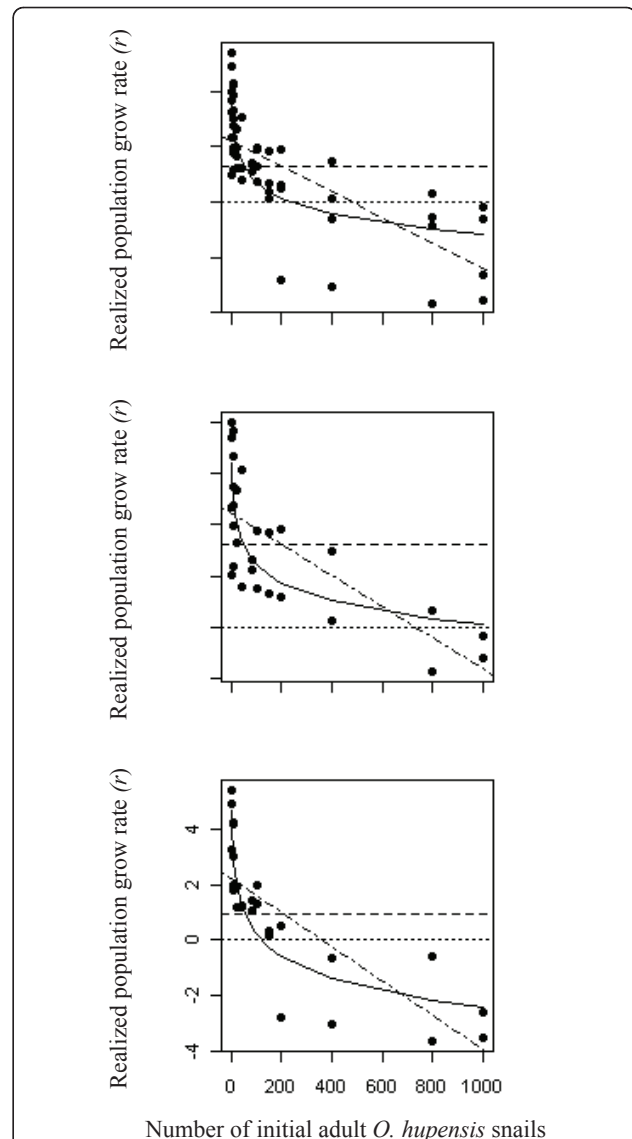 Realized population grow rate (r)
Realized population grow rate (r)
Realized population grow rate (r)
4
2
0
-2
-4
0 200 400 600 800 1000
Number of initial adult O. hupensis snails